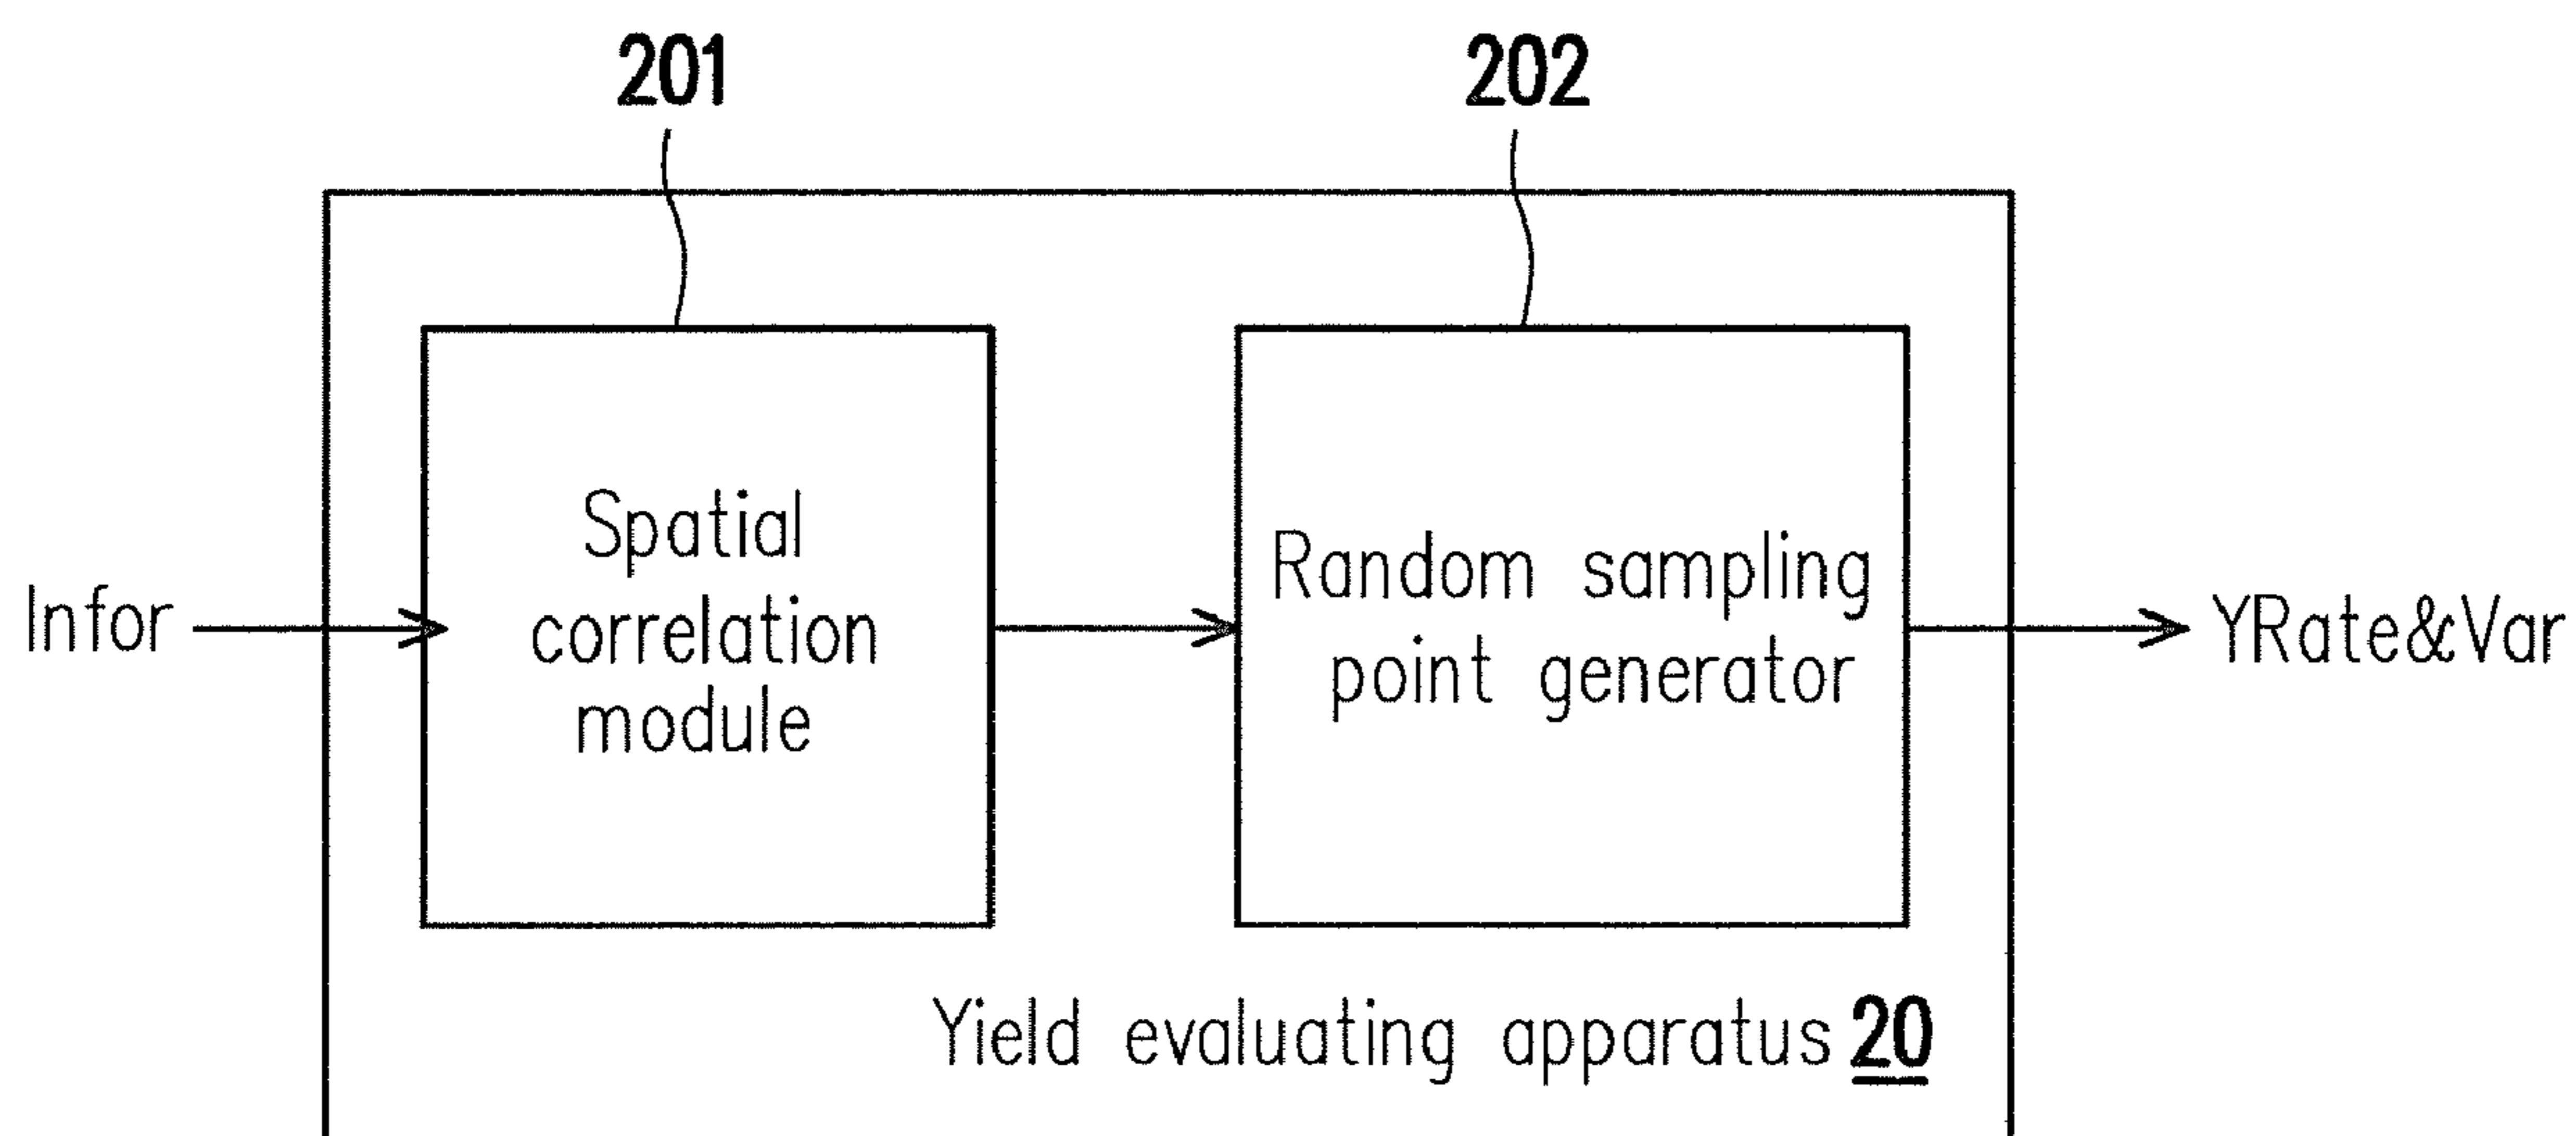 201
202
Infor
Spatial
correlation
module
Random sampling
point generator
YRate&Var
Yield evaluating apparatus 20